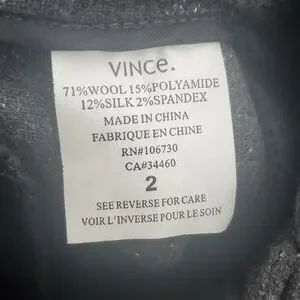 VINCe.
71%WOOL 15%POLYAMIDE
12%SILK 2%SPANDEX
MADE IN CHINA
FABRIQUE EN CHINE
RN#106730
CA#34460
2
SEE REVERSE FOR CARE
VOIR L'INVERSE POUR LE SOIN